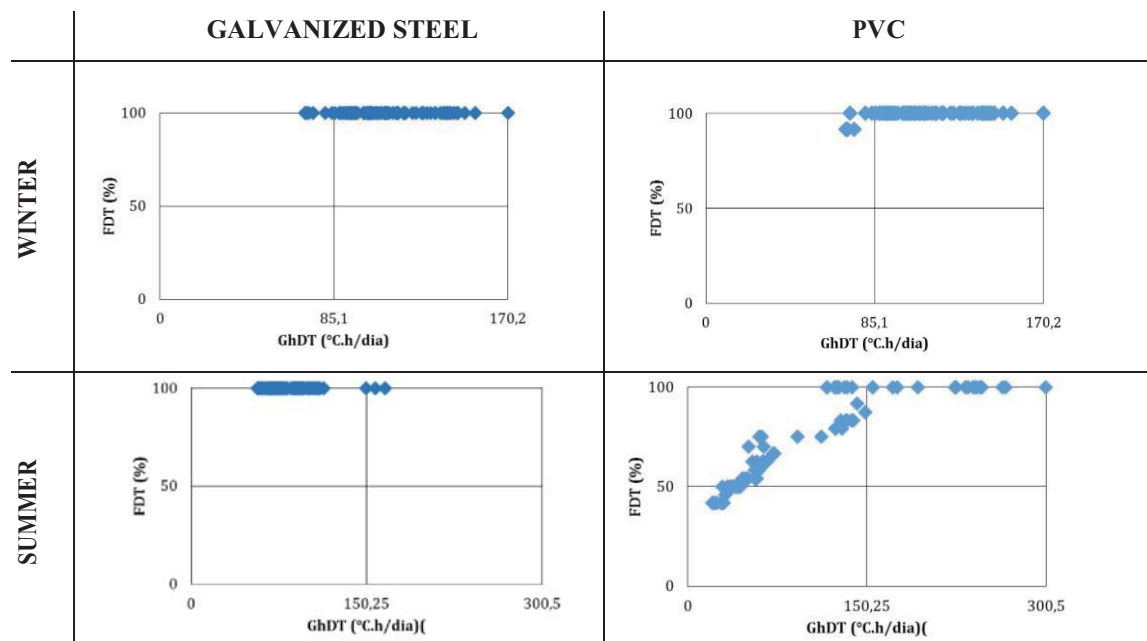 GALVANIZED STEEL
PVC
WINTER
FDT (%)
100
50
0
0
85,1
170,2
GhDT (°C.h/dia)
FDT (%)
100
50
0
0
85,1
170,2
GhDT (°C.h/dia)
SUMMER
FDT (%)
100
50
0
0
150,25
300,5
GhDT (°C.h/dia)(
FDT (%)
100
50
0
0
150,25
300,5
GhDT (°C.h/dia)(